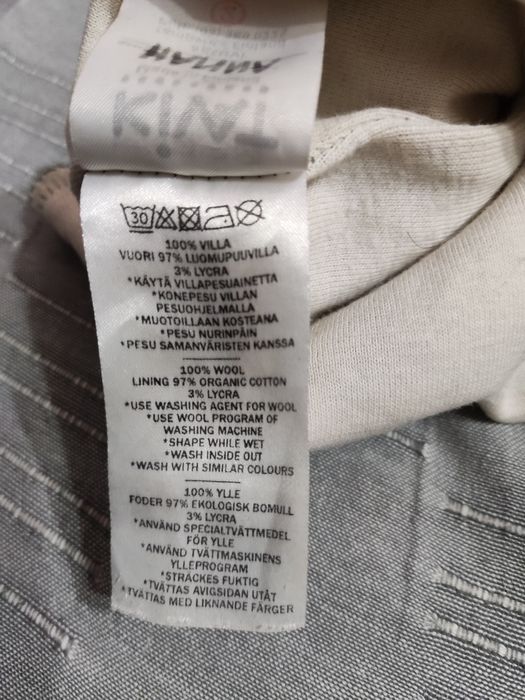 30
100% VILLA
VUORI 97% LUOMUPUUVILLA
3% LYCRA
*KÄYTÄ VILLAPESUAINETTA
*KONEPESU VILLAN
PESUOHJELMALLA
*MUOTOILLAAN KOSTEANA
*PESU NURINPÄIN
*PESU SAMANVÄRISTEN KANSSA
100% WOOL
LINING 97% ORGANIC COTTON
3% LYCRA
*USE WASHING AGENT FOR WOOL
*USE WOOL PROGRAM OF
WASHING MACHINE
*SHAPE WHILE WET
*WASH INSIDE OUT
*WASH WITH SIMILAR COLOURS
100% YLLE
FODER 97% EKOLOGISK BOMULL
3% LYCRA
*ANVÄND SPECIALTVÄTTMEDEL
FÖR YLLE
*ANVÄND TVÄTTMASKINENS
YLLEPROGRAM
*STRÄCKES FUKTIG
*TVÄTTAS AVIGSIDAN UTÅT
*TVÄTTAS MED LIKNANDE FÄRGER